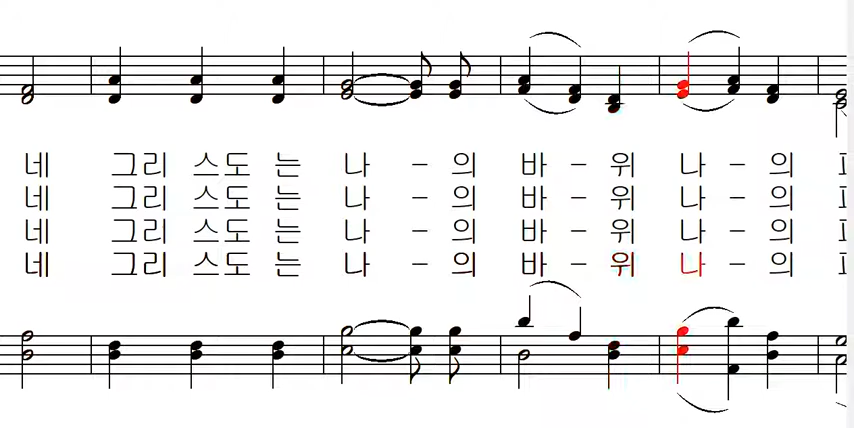 네 그리 스도 는 나 - 의 바 - 위 나 - 의
네 그리 스도 는 나 - 의 바 - 위 나 - 의
네 그리 스도 는 나 - 의 바 - 위 나 - 의
네 그리 스도 는 나 - 의 바 - 위 나 - 의